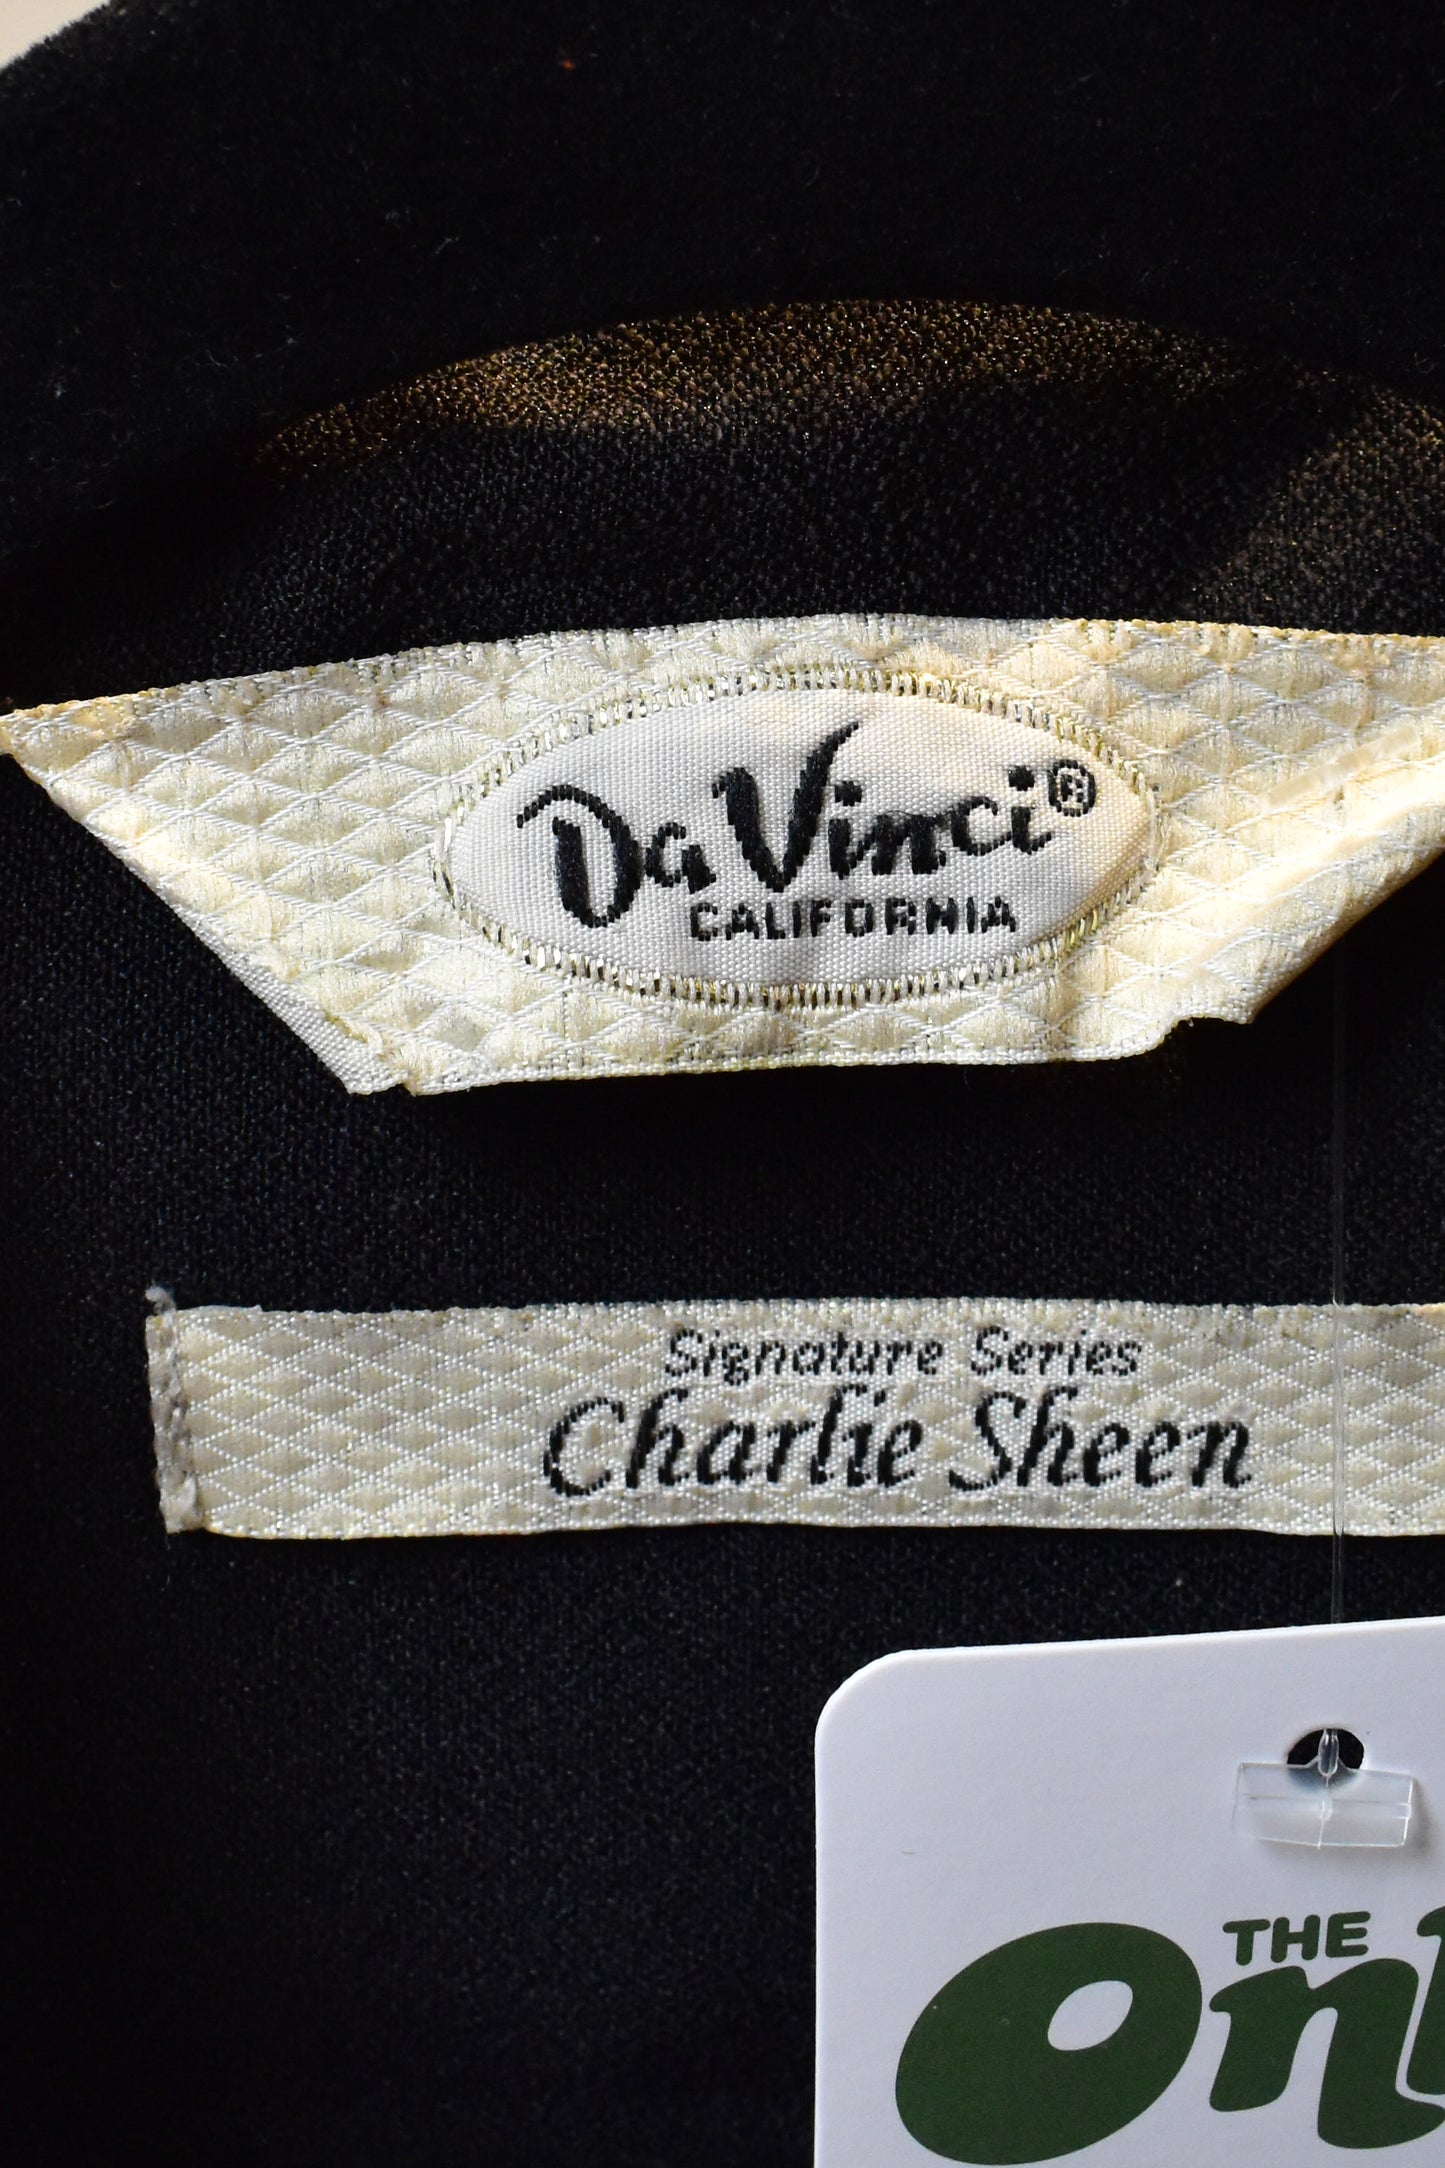 Da Vinci®
CALIFORNIA
Signature Series
Charlie Sheen
THE